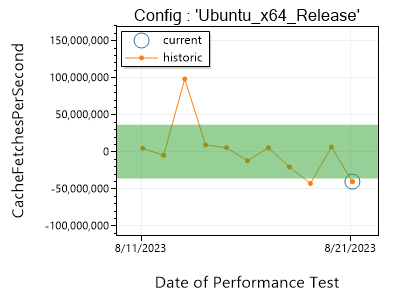 Config : 'Ubuntu_x64_Release'
current
historic
CacheFetchesPerSecond
150,000,000
100,000,000
50,000,000
0
-50,000,000
-100,000,000
8/11/2023
8/21/2023
Date of Performance Test